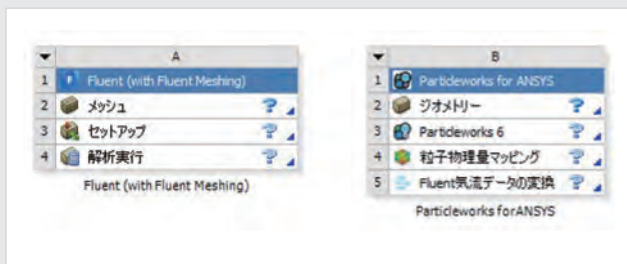 A
1 Fluent (with Fluent Meshing)
2 メッシュ ?
3 セットアップ ?
4 解析実行 ?
Fluent (with Fluent Meshing)
B
1 Particleworks for ANSYS
2 ジオメトリー ?
3 Particleworks 6 ?
4 粒子物理量マッピング ?
5 Fluent気流データの変換 ?
Particleworks forANSYS